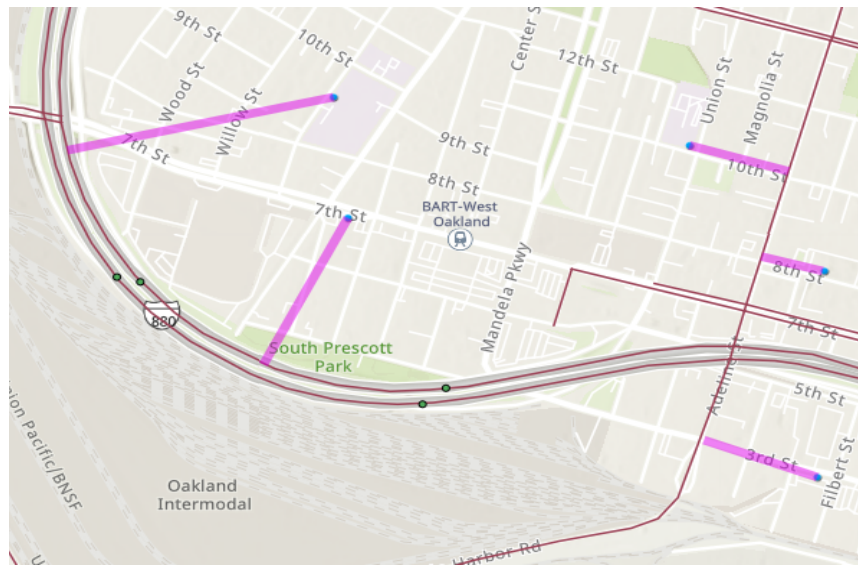 9th St
10th St
Center S
12th St
Wood St
Willow St
Union St
Magnolia St
7th St
9th St
10th St
8th St
BART-West
Oakland
7th St
8th St
Mandela Pkwy
880
7th St
South Prescott
Park
Adeline St
5th St
3rd St
Filbert St
Pacific/BNSF
Oakland
Intermodal
Harbor Rd
U